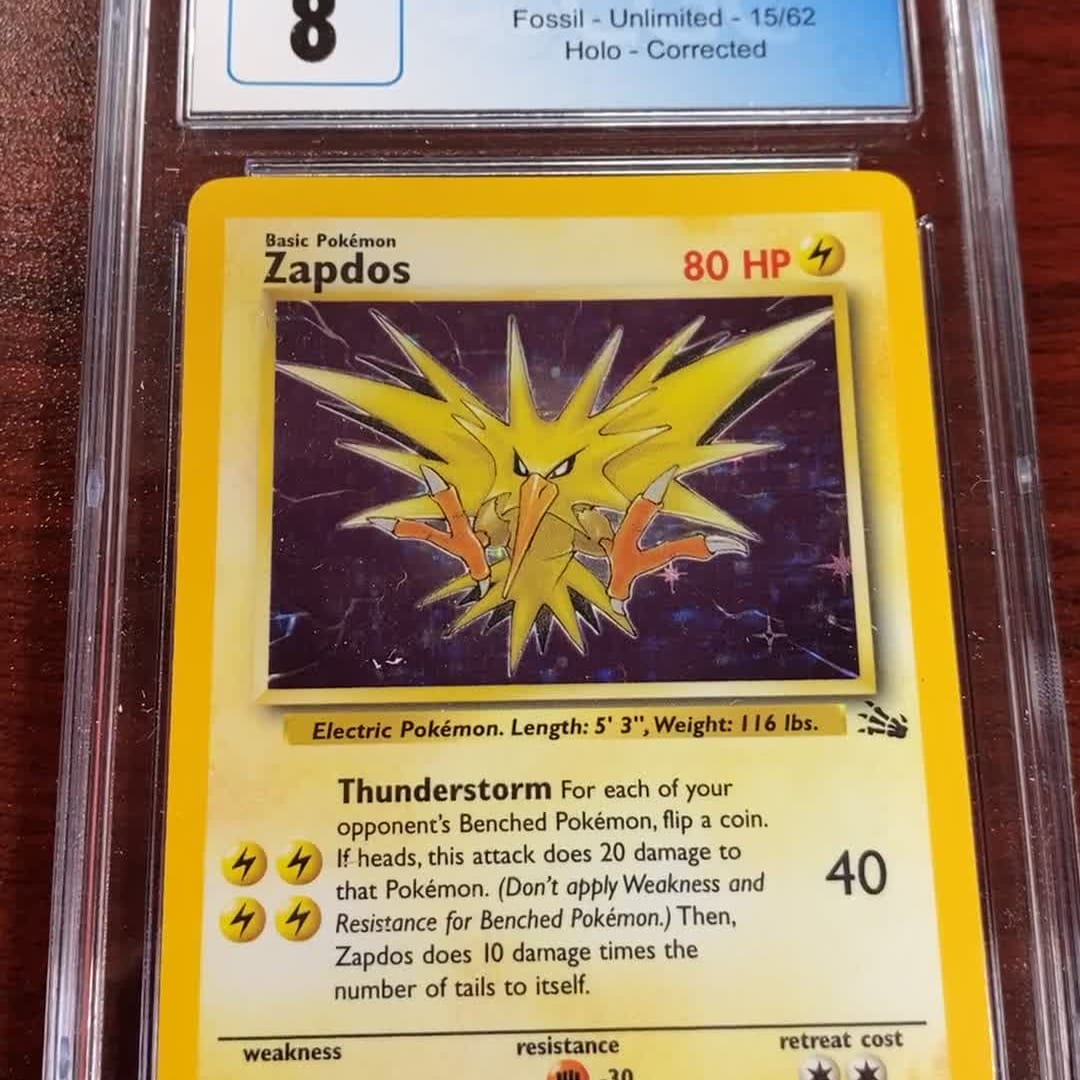 8
Fossil - Unlimited - 15/62
Holo - Corrected
Basic Pokémon
Zapdos
80 HP
Electric Pokémon. Length: 5' 3", Weight: 116 lbs.
Thunderstorm For each of your
opponent's Benched Pokémon, flip a coin.
If heads, this attack does 20 damage to
that Pokémon. (Don't apply Weakness and
Resistance for Benched Pokémon.) Then,
Zapdos does 10 damage times the
number of tails to itself.
40
weakness
resistance
retreat cost
-30